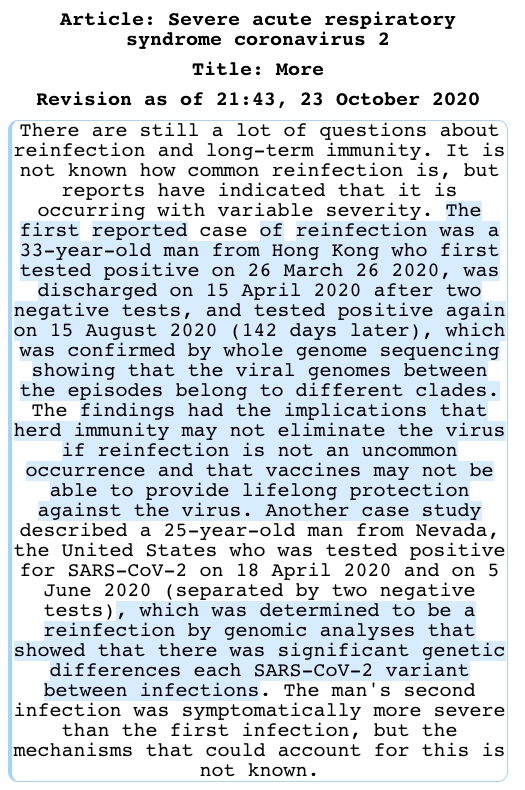 Article: Severe acute respiratory
syndrome coronavirus 2
Title: More
Revision as of 21:43, 23 October 2020
There are still a lot of questions about
reinfection and long-term immunity. It is
not known how common reinfection is, but
reports have indicated that it is
occurring with variable severity. The
first reported case of reinfection was a
33-year-old man from Hong Kong who first
tested positive on 26 March 26 2020, was
discharged on 15 April 2020 after two
negative tests, and tested positive again
on 15 August 2020 (142 days later), which
was confirmed by whole genome sequencing
showing that the viral genomes between
the episodes belong to different clades.
The findings had the implications that
herd immunity may not eliminate the virus
if reinfection is not an uncommon
occurrence and that vaccines may not be
able to provide lifelong protection
against the virus. Another case study
described a 25-year-old man from Nevada,
the United States who was tested positive
for SARS-CoV-2 on 18 April 2020 and on 5
June 2020 (separated by two negative
tests), which was determined to be a
reinfection by genomic analyses that
showed that there was significant genetic
differences each SARS-CoV-2 variant
between infections. The man's second
infection was symptomatically more severe
than the first infection, but the
mechanisms that could account for this is
not known.